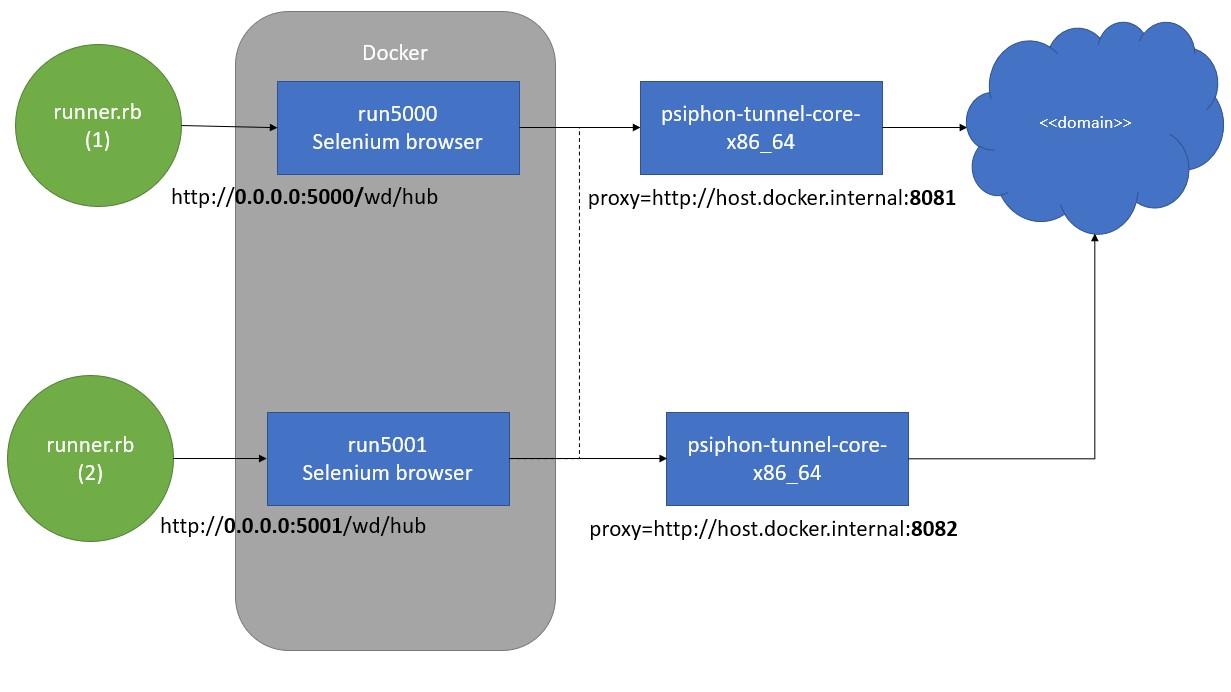 Docker
runner.rb
(1)
run5000
Selenium browser
psiphon-tunnel-core-
x86_64
<<domain>>
http://0.0.0.0:5000/wd/hub
proxy=http://host.docker.internal:8081
runner.rb
(2)
run5001
Selenium browser
psiphon-tunnel-core-
x86_64
http://0.0.0.0:5001/wd/hub
proxy=http://host.docker.internal:8082